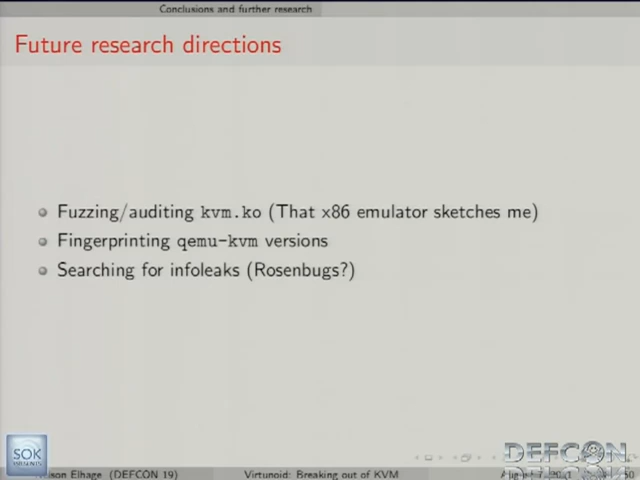 Conclusions and further research
Future research directions
Fuzzing/auditing kvm.ko (That x86 emulator sketches me)
Fingerprinting qemu-kvm versions
Searching for infoleaks (Rosenbugs?)
SOK
Elhage (DEFCON 19)
Virtunoid: Breaking out of KVM
50
DEFCON